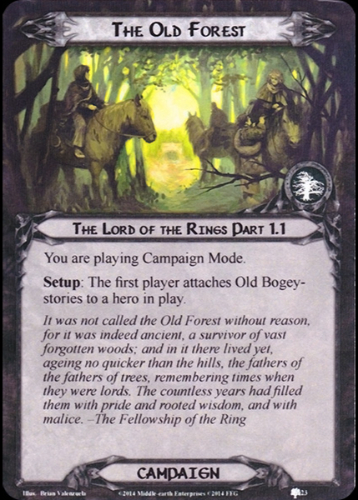 The Old Forest
The Lord of the Rings Part 1.1
You are playing Campaign Mode.
Setup: The first player attaches Old Bogey-
stories to a hero in play.
It was not called the Old Forest without reason,
for it was indeed ancient, a survivor of vast
forgotten woods; and in it there lived yet,
ageing no quicker than the hills, the fathers of
the fathers of trees, remembering times when
they were lords. The countless years had filled
them with pride and rooted wisdom, and with
malice. –The Fellowship of the Ring
Illus. Brian Valenzuela ©2014 Middle-earth Enterprises ©2014 FFG
CAMPAIGN